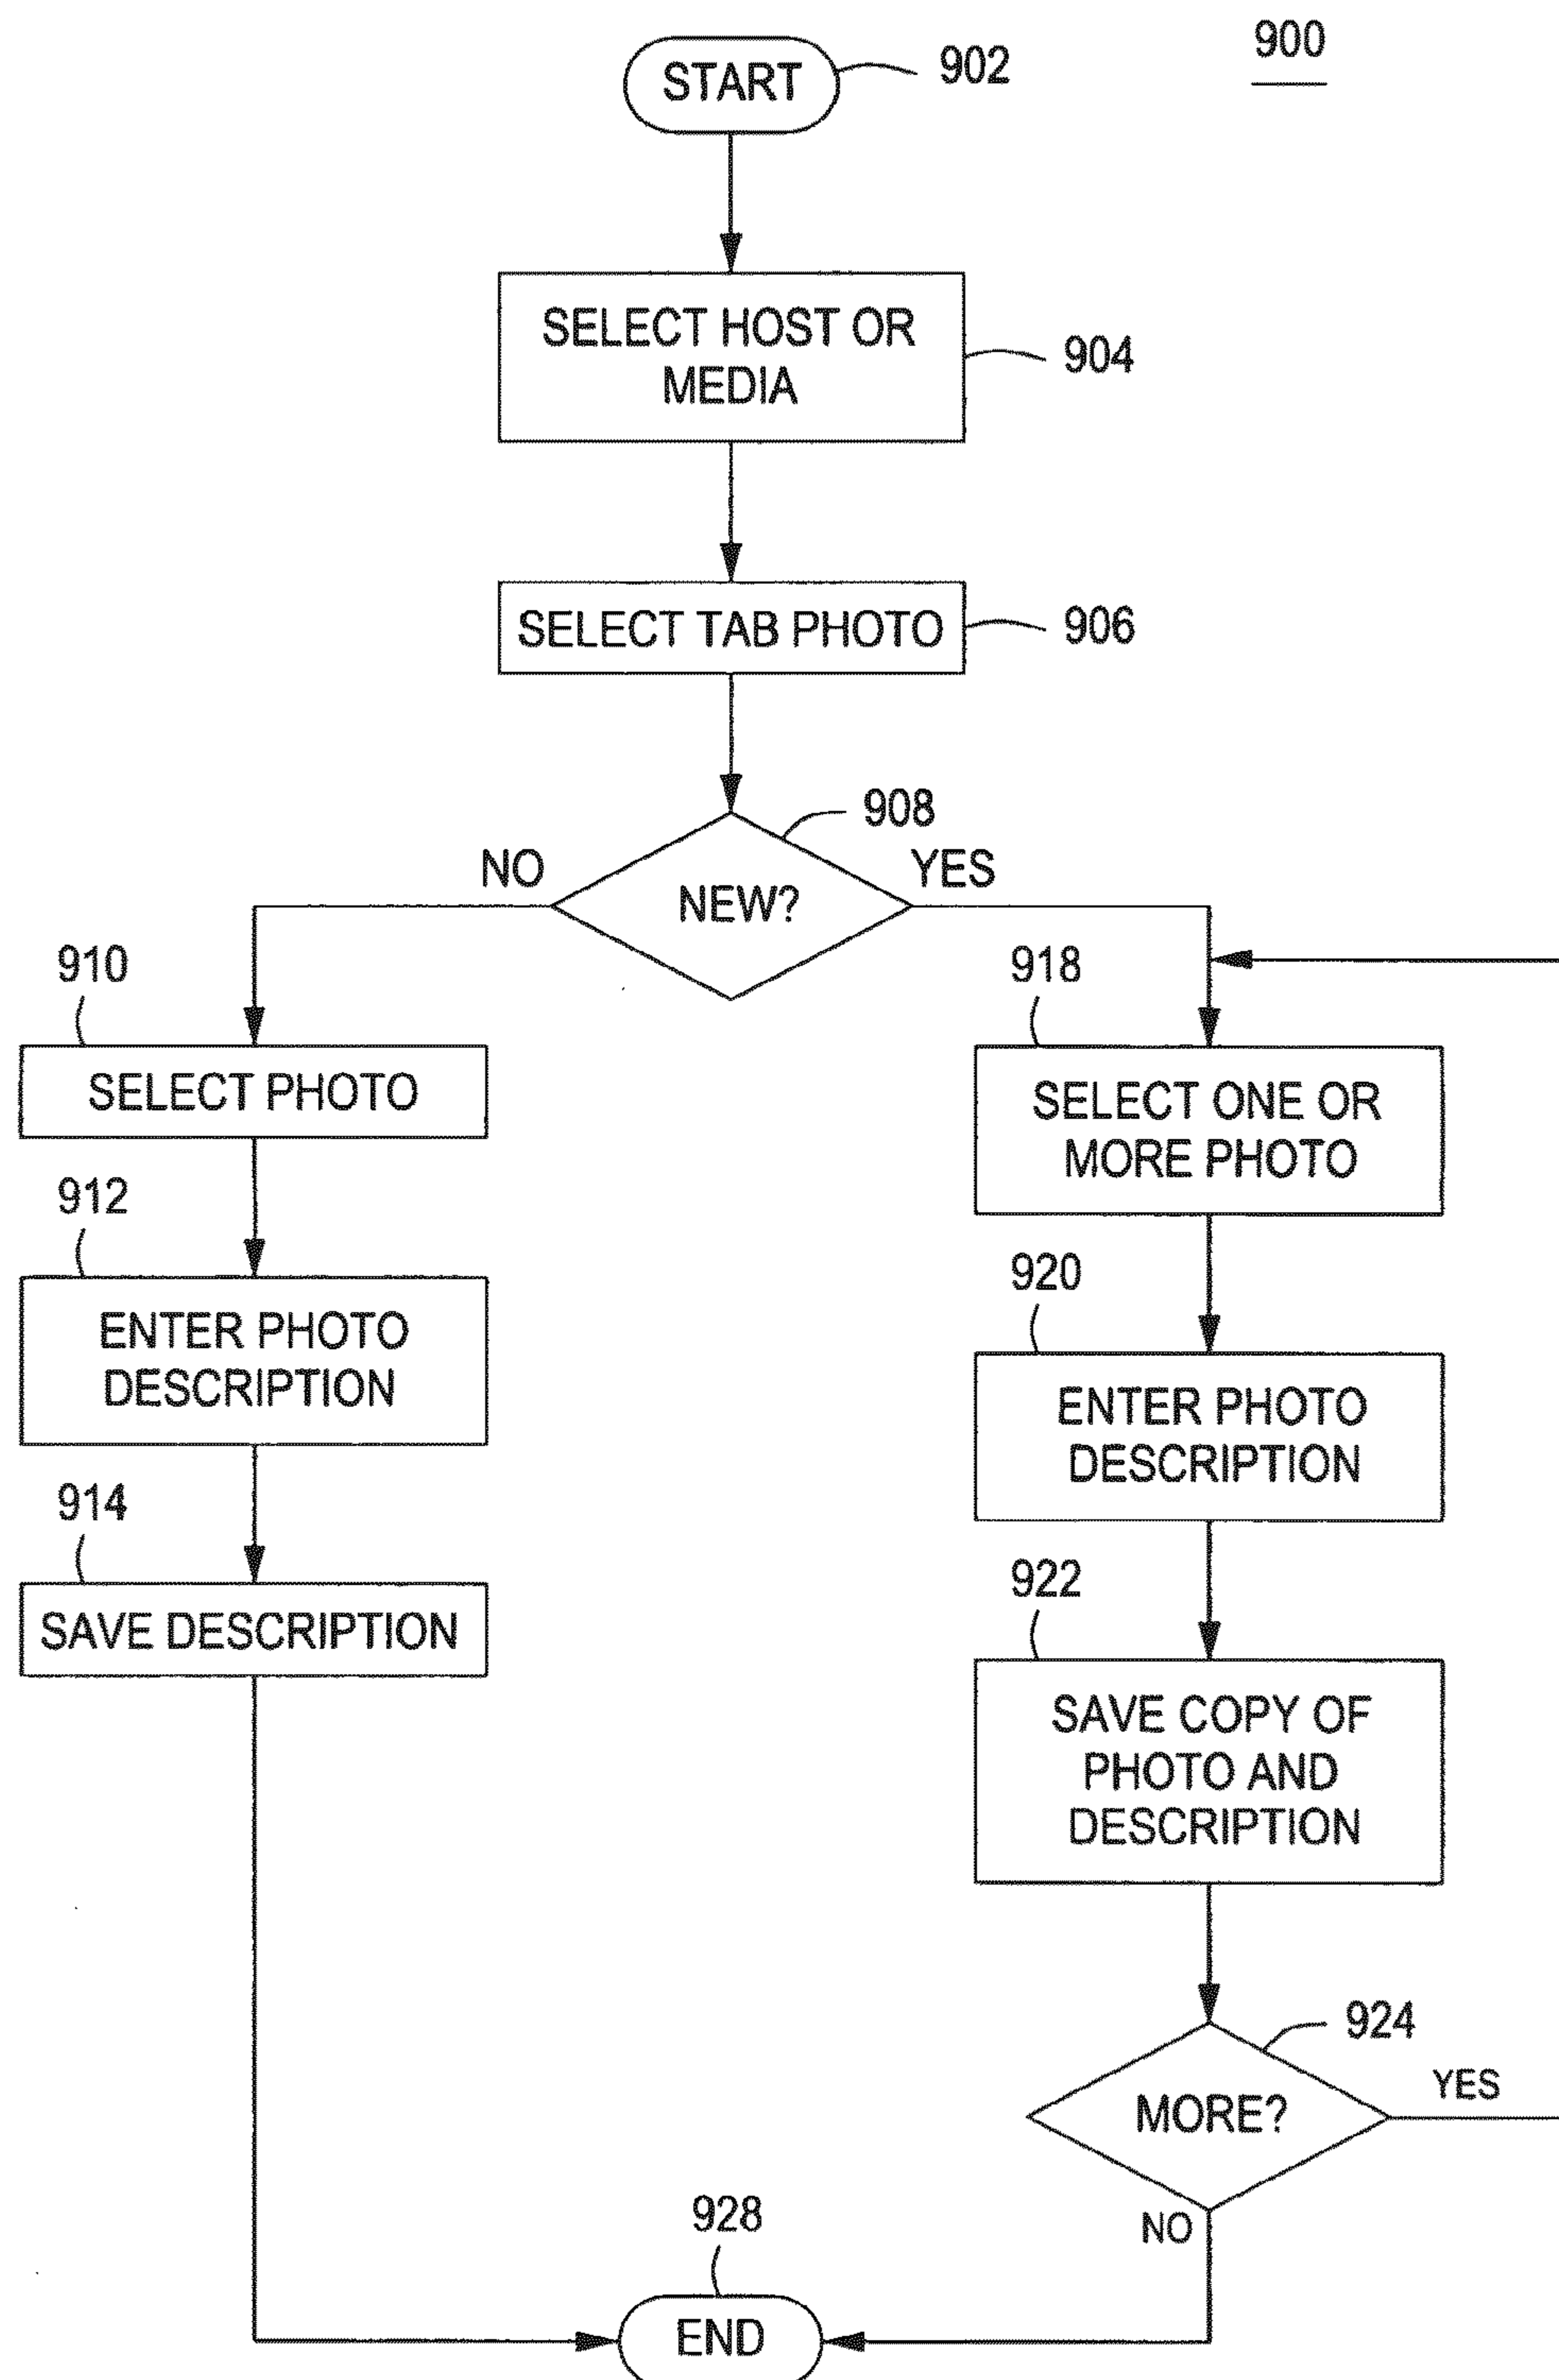 900
START
902
SELECT HOST OR
MEDIA
904
SELECT TAB PHOTO
906
908
NO
NEW?
YES
910
SELECT PHOTO
912
ENTER PHOTO
DESCRIPTION
914
SAVE DESCRIPTION
918
SELECT ONE OR
MORE PHOTO
920
ENTER PHOTO
DESCRIPTION
922
SAVE COPY OF
PHOTO AND
DESCRIPTION
924
MORE?
YES
NO
928
END